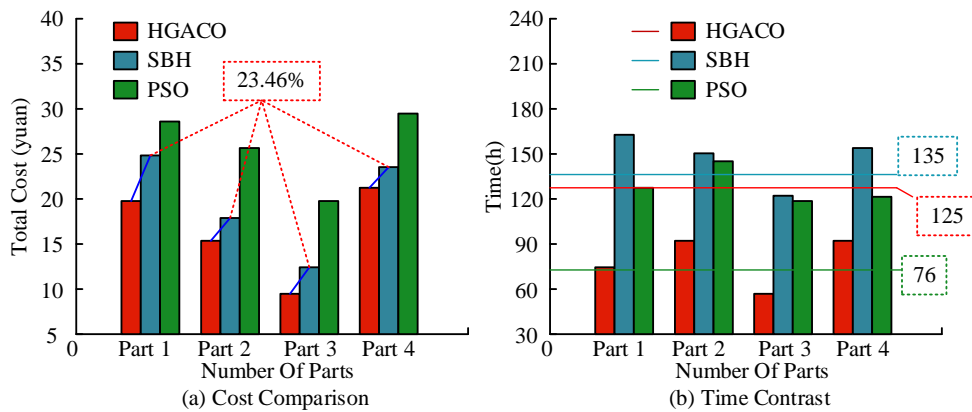 40
35
30
25
20
15
10
5
0
Total Cost (yuan)
HGACO
SBH
PSO
23.46%
Part 1 Part 2 Part 3 Part 4
Number Of Parts
(a) Cost Comparison
240
210
180
150
120
90
60
30
0
Time(h)
HGACO
SBH
PSO
135
125
76
Part 1 Part 2 Part 3 Part 4
Number Of Parts
(b) Time Contrast